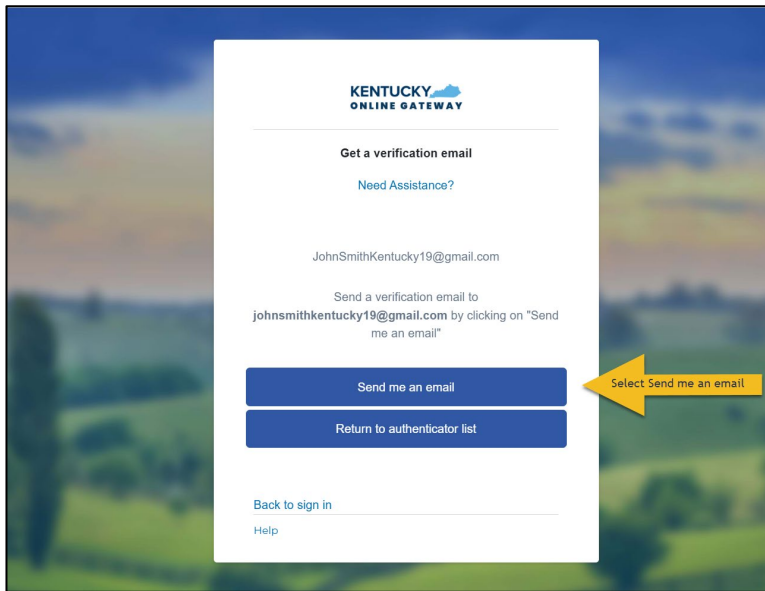 KENTUCKY
ONLINE GATEWAY
Get a verification email
Need Assistance?
JohnSmithKentucky19@gmail.com
Send a verification email to
johnsmithkentucky19@gmail.com by clicking on "Send
me an email"
Send me an email
Select Send me an email
Return to authenticator list
Back to sign in
Help